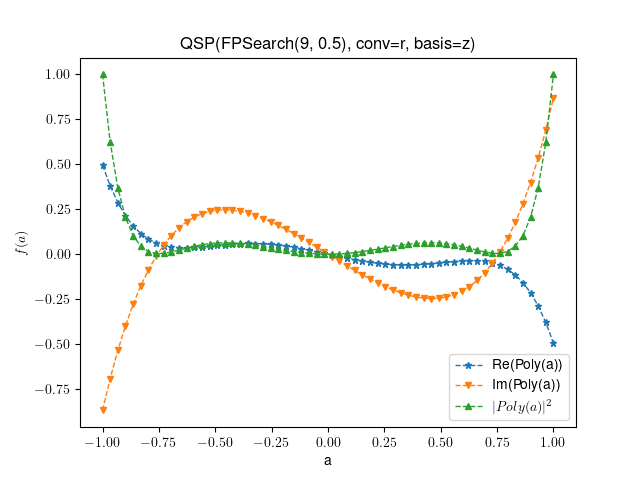 QSP(FPSearch(9, 0.5), conv=r, basis=z)
1.00
0.75
0.50
0.25
0.00
−0.25
−0.50
−0.75
f(a)
−1.00 −0.75 −0.50 −0.25 0.00 0.25 0.50 0.75 1.00
a
Re(Poly(a))
Im(Poly(a))
|Poly(a)|²